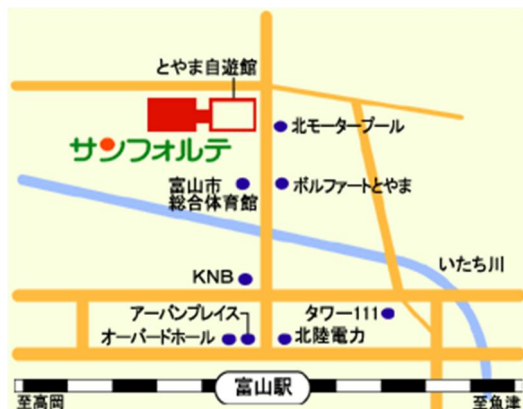 とやま自遊館
サンフォルテ
北モータープール
富山市
総合体育館
ボルファートとやま
いたち川
KNB
アーバンプレイス
タワー111
オーバードホール
北陸電力
富山駅
至高岡
至魚津